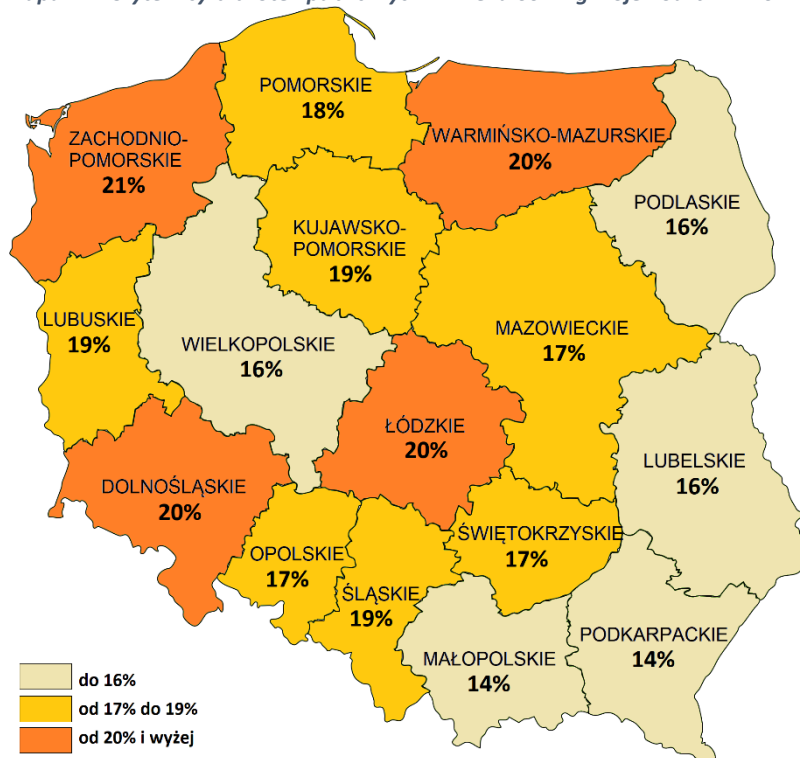 POMORSKIE
18%
ZACHODNIO-
POMORSKIE
21%
WARMIŃSKO-MAZURSKIE
20%
PODLASKIE
16%
KUJAWSKO-
POMORSKIE
19%
LUBUSKIE
19%
WIELKOPOLSKIE
16%
MAZOWIECKIE
17%
ŁÓDZKIE
20%
LUBELSKIE
16%
DOLNOŚLĄSKIE
20%
OPOLSKIE
17%
ŚLĄSKIE
19%
ŚWIĘTOKRZYSKIE
17%
MAŁOPOLSKIE
14%
PODKARPACKIE
14%
do 16%
od 17% do 19%
od 20% i wyżej